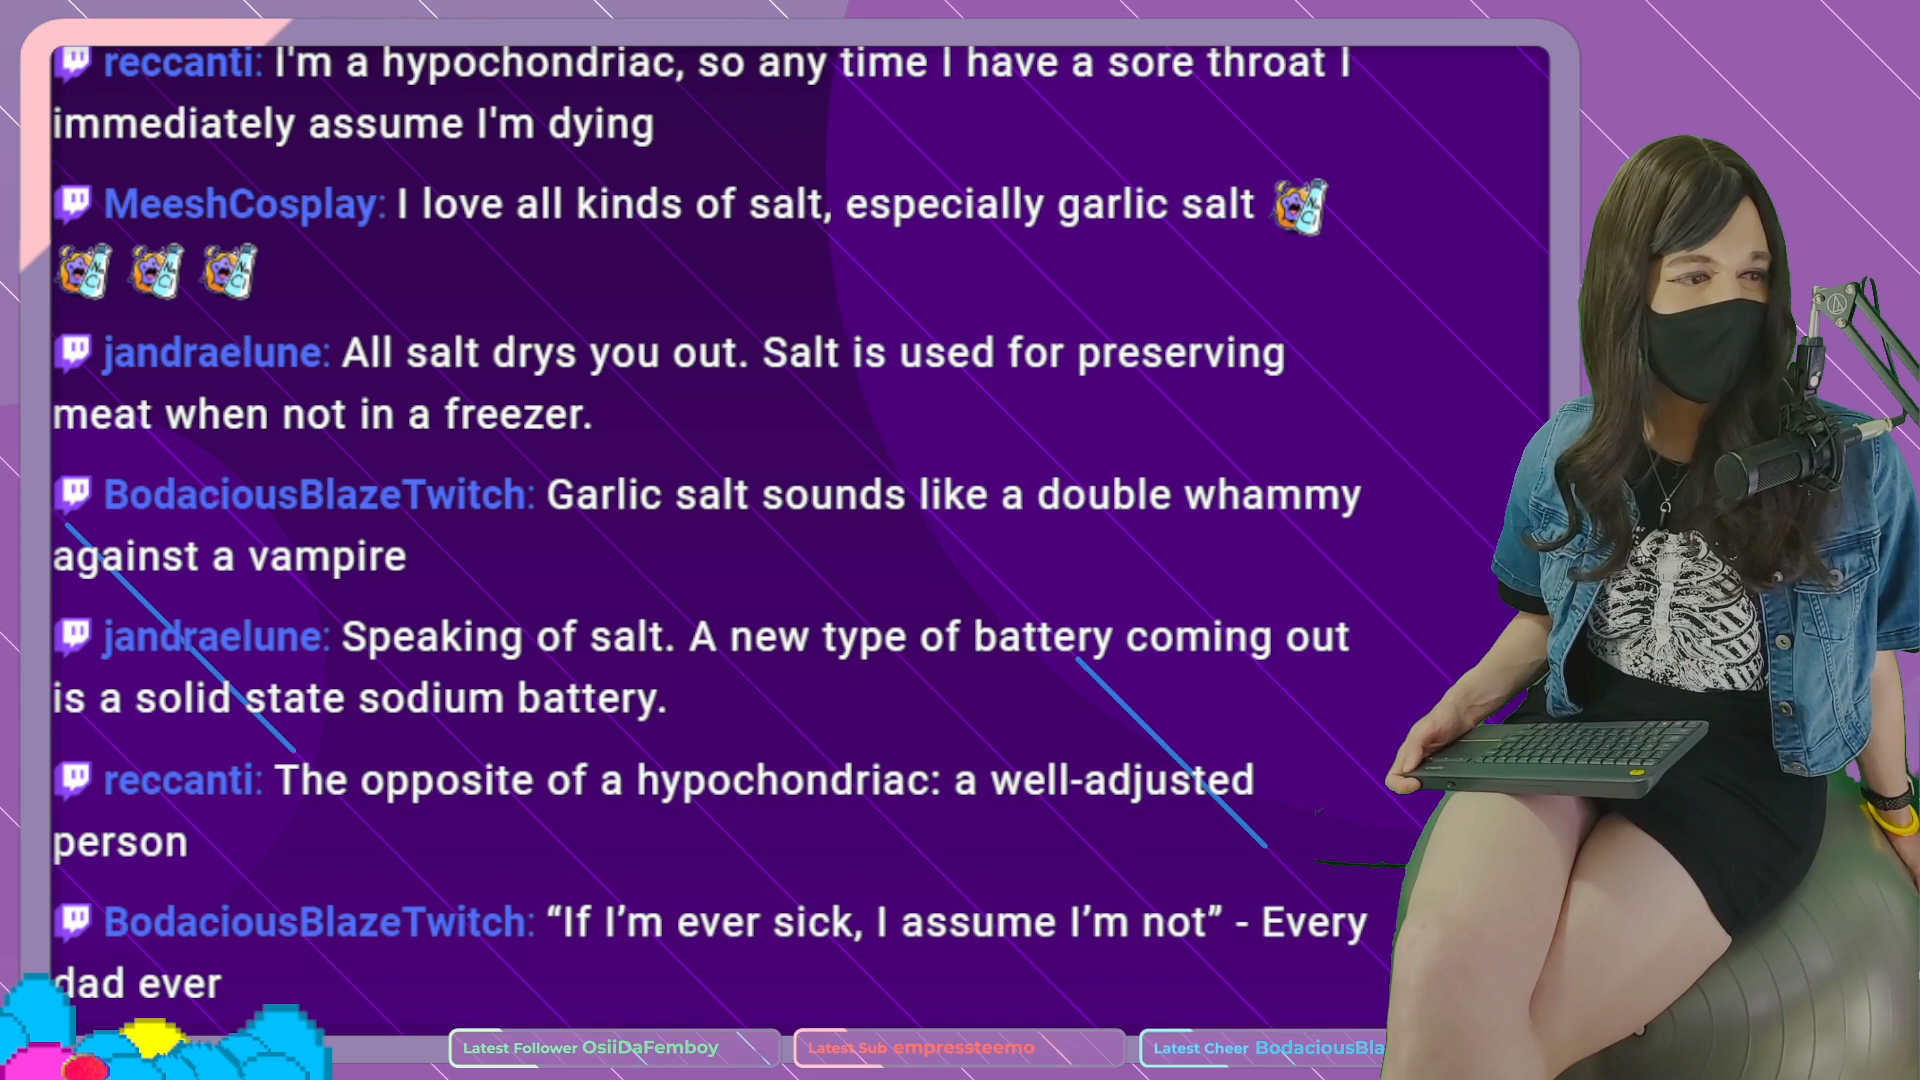 reccanti: I'm a hypochondriac, so any time I have a sore throat I
immediately assume I'm dying
MeeshCosplay: I love all kinds of salt, especially garlic salt
jandraelune: All salt drys you out. Salt is used for preserving
meat when not in a freezer.
BodaciousBlazeTwitch: Garlic salt sounds like a double whammy
against a vampire
jandraelune: Speaking of salt. A new type of battery coming out
is a solid state sodium battery.
reccanti: The opposite of a hypochondriac: a well-adjusted
person
BodaciousBlazeTwitch: “If I’m ever sick, I assume I’m not” - Every
dad ever
Latest Follower OsiiDaFemboy
Latest Sub empressteemo
Latest Cheer BodaciousBla